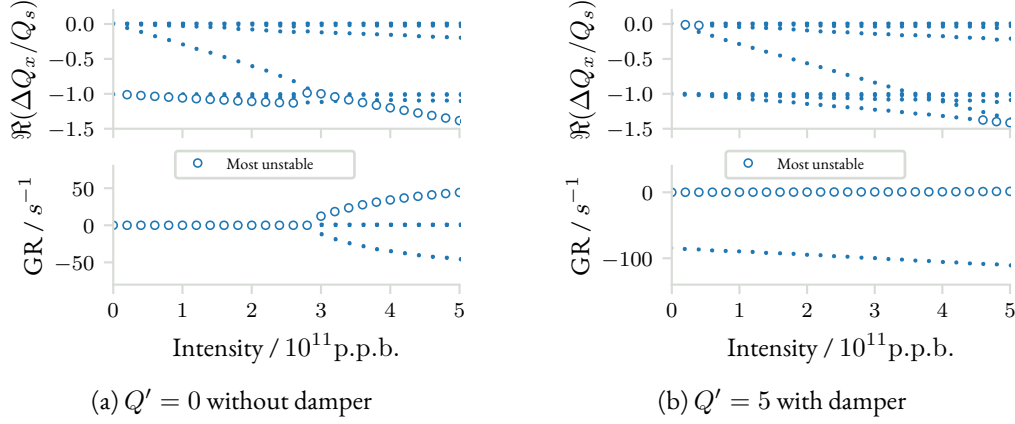 0.0
−0.5
−1.0
−1.5
ℜ(ΔQx/Qs)
Most unstable
50
0
−50
GR / s⁻¹
0 1 2 3 4 5
Intensity / 10¹¹p.p.b.
(a) Q′ = 0 without damper
0.0
−0.5
−1.0
−1.5
ℜ(ΔQx/Qs)
Most unstable
0
−100
GR / s⁻¹
0 1 2 3 4 5
Intensity / 10¹¹p.p.b.
(b) Q′ = 5 with damper